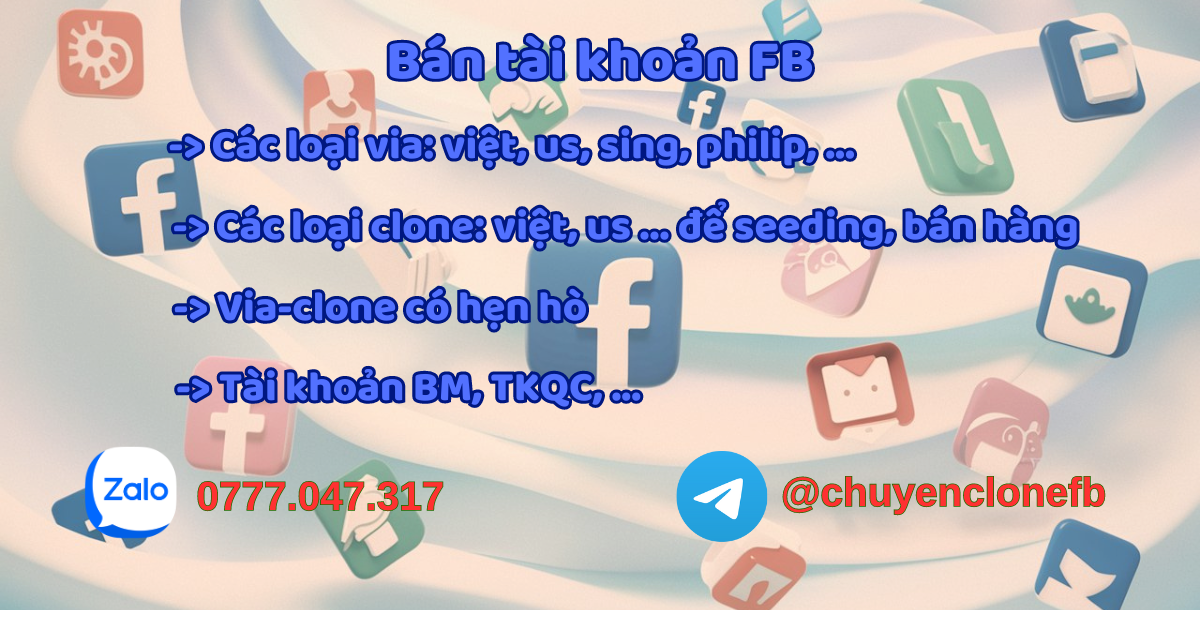 Bán tài khoản FB
-> Các loại via: việt, us, sing, philip, ...
-> Các loại clone: việt, us ... để seeding, bán hàng
-> Via-clone có hẹn hò
-> Tài khoản BM, TKQC, ...
Zalo 0777.047.317
@chuyenclonefb